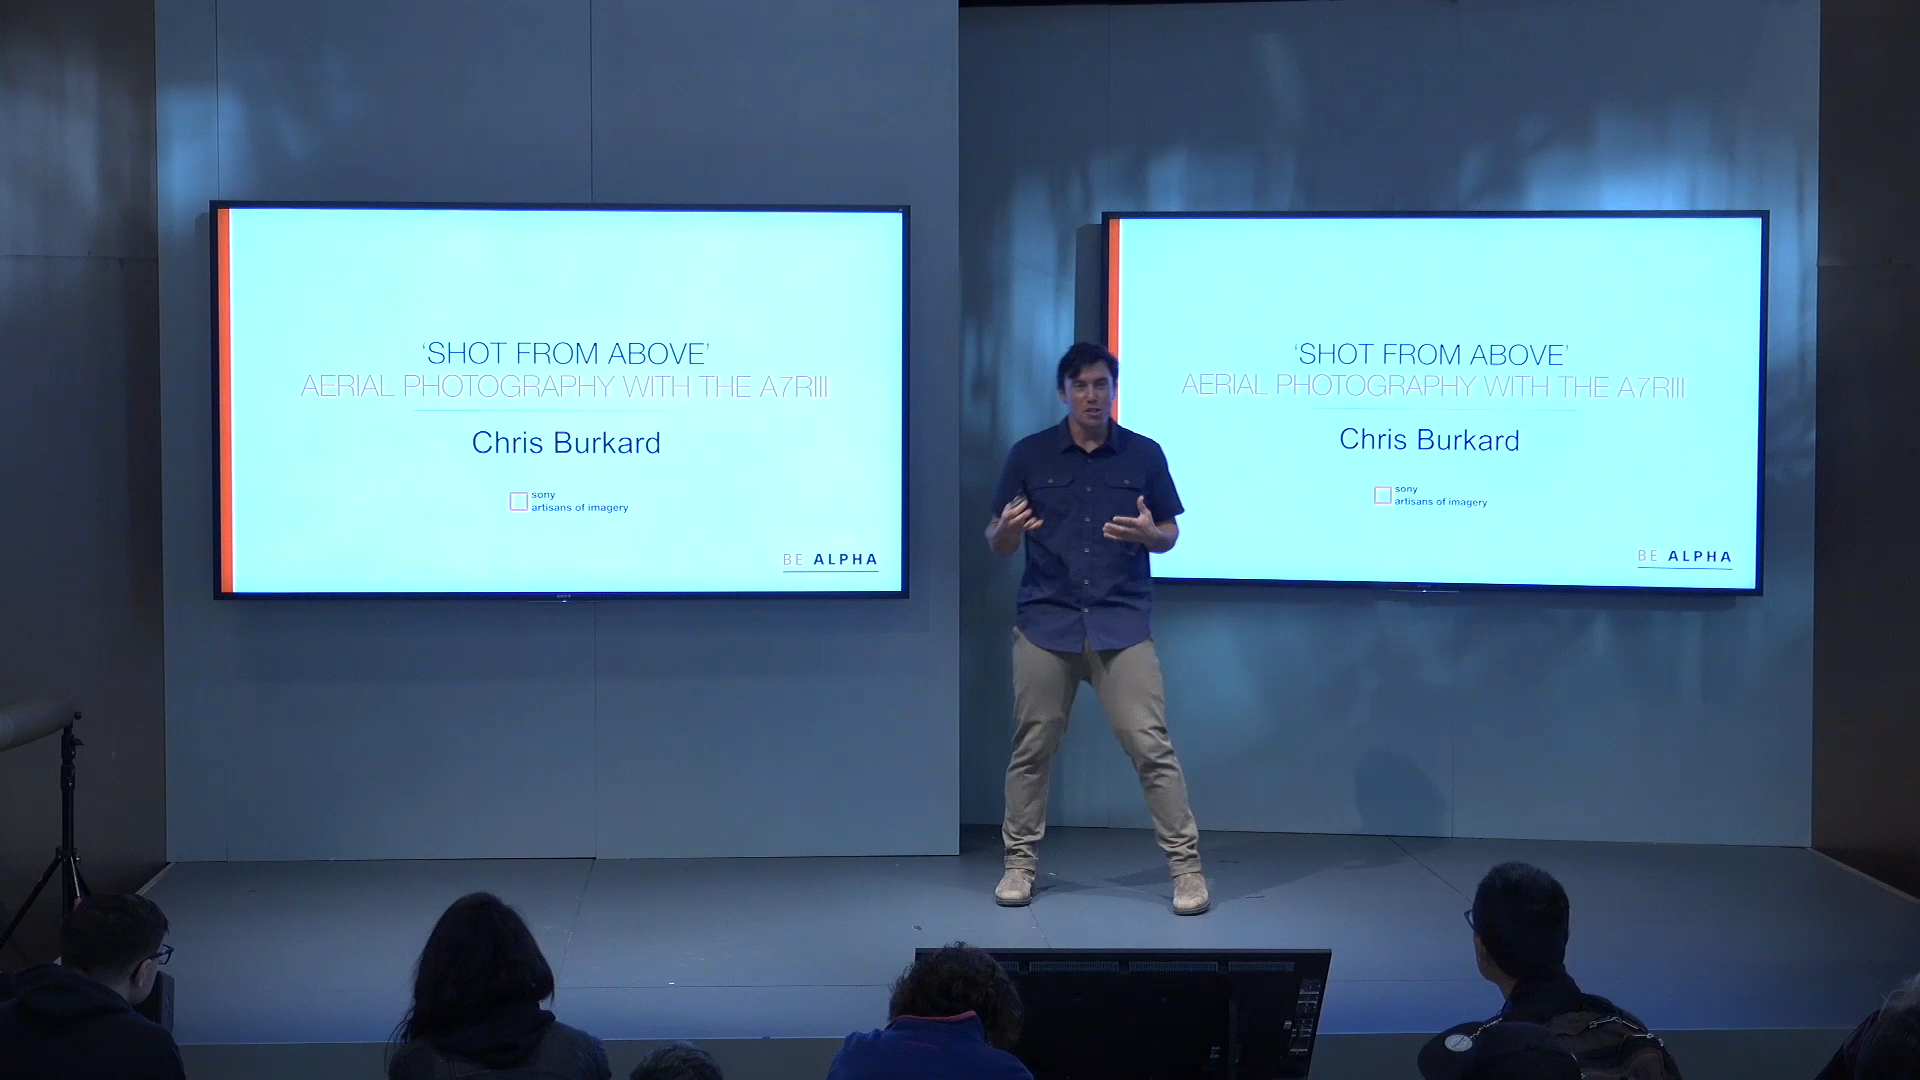 ‘SHOT FROM ABOVE’
AERIAL PHOTOGRAPHY WITH THE A7RIII
Chris Burkard
sony
artisans of imagery
BE ALPHA
SONY
‘SHOT FROM ABOVE’
AERIAL PHOTOGRAPHY WITH THE A7RIII
Chris Burkard
sony
artisans of imagery
BE ALPHA